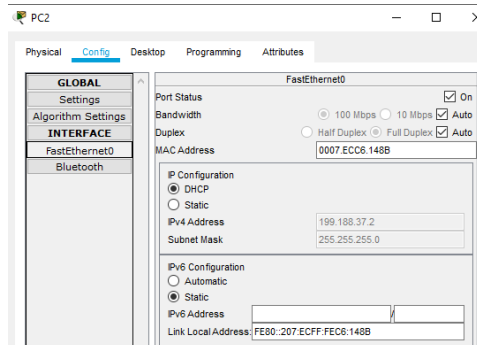 PC2
Physical Config Desktop Programming Attributes
GLOBAL
Settings
Algorithm Settings
INTERFACE
FastEthernet0
Bluetooth
FastEthernet0
Port Status On
Bandwidth 100 Mbps 10 Mbps Auto
Duplex Half Duplex Full Duplex Auto
MAC Address 0007.ECC6.148B
IP Configuration
DHCP
Static
IPv4 Address 199.188.37.2
Subnet Mask 255.255.255.0
IPv6 Configuration
Automatic
Static
IPv6 Address /
Link Local Address: FE80::207:ECFF:FEC6:148B